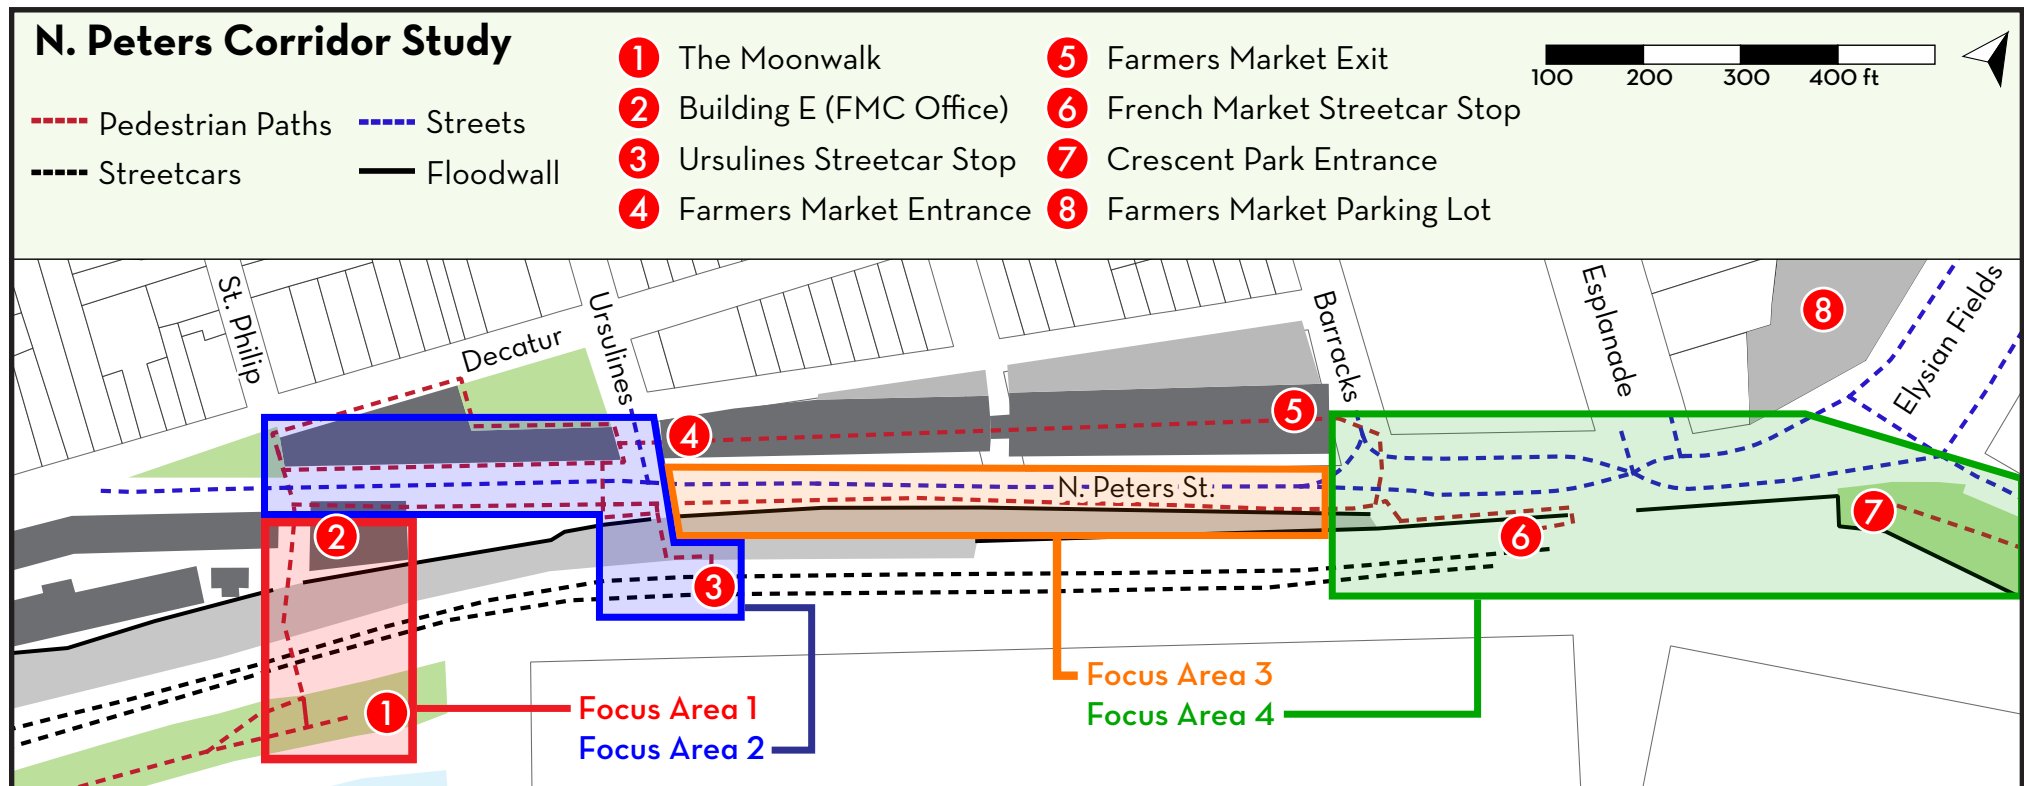 N. Peters Corridor Study
Pedestrian Paths
Streets
Streetcars
Floodwall
1 The Moonwalk
2 Building E (FMC Office)
3 Ursulines Streetcar Stop
4 Farmers Market Entrance
5 Farmers Market Exit
6 French Market Streetcar Stop
7 Crescent Park Entrance
8 Farmers Market Parking Lot
100 200 300 400 ft
St. Philip
Decatur
Ursulines
Barracks
Esplanade
Elysian Fields
8
5
4
N. Peters St.
7
2
6
3
1
Focus Area 3
Focus Area 1
Focus Area 4
Focus Area 2